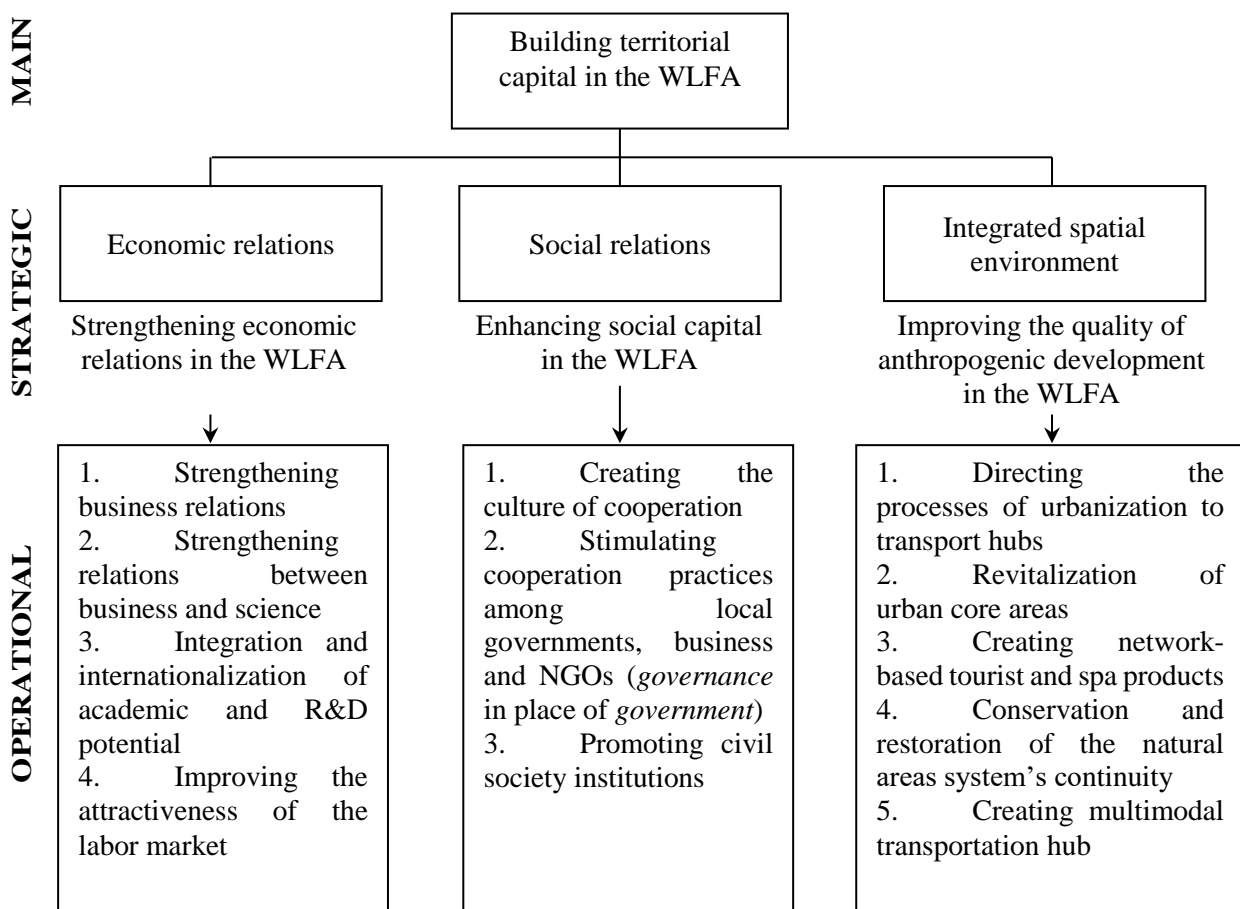 MAIN
Building territorial
capital in the WLFA
STRATEGIC
Economic relations
Social relations
Integrated spatial
environment
Strengthening economic
relations in the WLFA
Enhancing social capital
in the WLFA
Improving the quality of
anthropogenic development
in the WLFA
OPERATIONAL
1. Strengthening
business relations
2. Strengthening
relations between
business and science
3. Integration and
internationalization of
academic and R&D
potential
4. Improving the
attractiveness of the
labor market
1. Creating the
culture of cooperation
2. Stimulating
cooperation practices
among local
governments, business
and NGOs (governance
in place of government)
3. Promoting civil
society institutions
1. Directing the
processes of urbanization to
transport hubs
2. Revitalization of
urban core areas
3. Creating network-
based tourist and spa products
4. Conservation and
restoration of the natural
areas system’s continuity
5. Creating multimodal
transportation hub